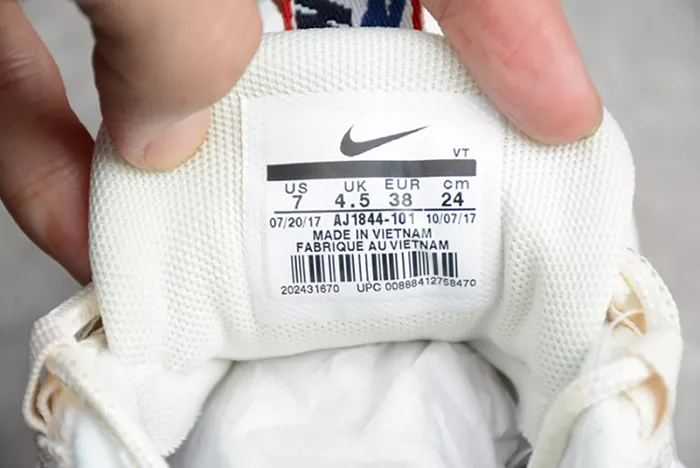 VT
US UK EUR cm
7 4.5 38 24
07/20/17 AJ1844-101 10/07/17
MADE IN VIETNAM
FABRIQUE AU VIETNAM
202431670 UPC 00888412758470